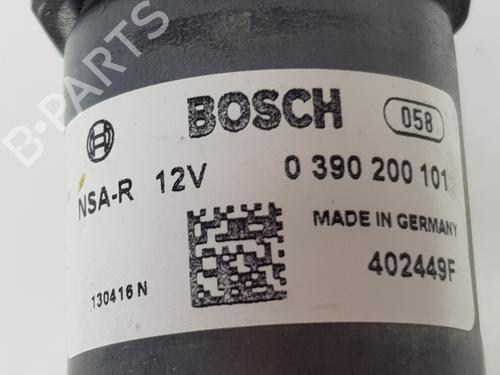 BOSCH 058
NSA-R 12V 0 390 200 101
MADE IN GERMANY
130416 N 402449F
B-PARTS